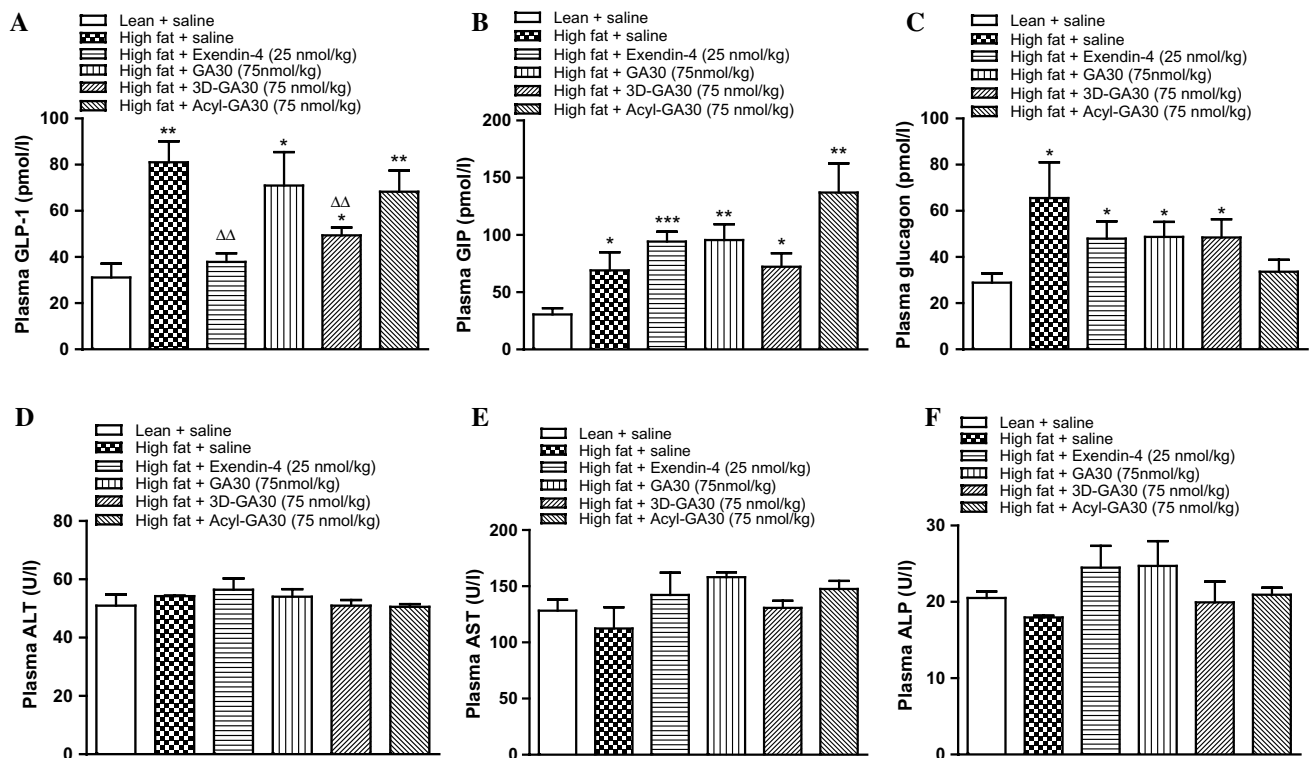 A
Lean + saline
High fat + saline
High fat + Exendin-4 (25 nmol/kg)
High fat + GA30 (75nmol/kg)
High fat + 3D-GA30 (75 nmol/kg)
High fat + Acyl-GA30 (75 nmol/kg)
100
80
60
40
20
0
Plasma GLP-1 (pmol/l)
**
ΔΔ
*
ΔΔ
*
**
B
Lean + saline
High fat + saline
High fat + Exendin-4 (25 nmol/kg)
High fat + GA30 (75nmol/kg)
High fat + 3D-GA30 (75 nmol/kg)
High fat + Acyl-GA30 (75 nmol/kg)
200
150
100
50
0
Plasma GIP (pmol/l)
*
***
**
*
**
C
Lean + saline
High fat + saline
High fat + Exendin-4 (25 nmol/kg)
High fat + GA30 (75nmol/kg)
High fat + 3D-GA30 (75 nmol/kg)
High fat + Acyl-GA30 (75 nmol/kg)
100
80
60
40
20
0
Plasma glucagon (pmol/l)
*
*
*
*
D
Lean + saline
High fat + saline
High fat + Exendin-4 (25 nmol/kg)
High fat + GA30 (75nmol/kg)
High fat + 3D-GA30 (75 nmol/kg)
High fat + Acyl-GA30 (75 nmol/kg)
80
60
40
20
0
Plasma ALT (U/l)
E
Lean + saline
High fat + saline
High fat + Exendin-4 (25 nmol/kg)
High fat + GA30 (75nmol/kg)
High fat + 3D-GA30 (75 nmol/kg)
High fat + Acyl-GA30 (75 nmol/kg)
200
150
100
50
0
Plasma AST (U/l)
F
Lean + saline
High fat + saline
High fat + Exendin-4 (25 nmol/kg)
High fat + GA30 (75nmol/kg)
High fat + 3D-GA30 (75 nmol/kg)
High fat + Acyl-GA30 (75 nmol/kg)
30
20
10
0
Plasma ALP (U/l)